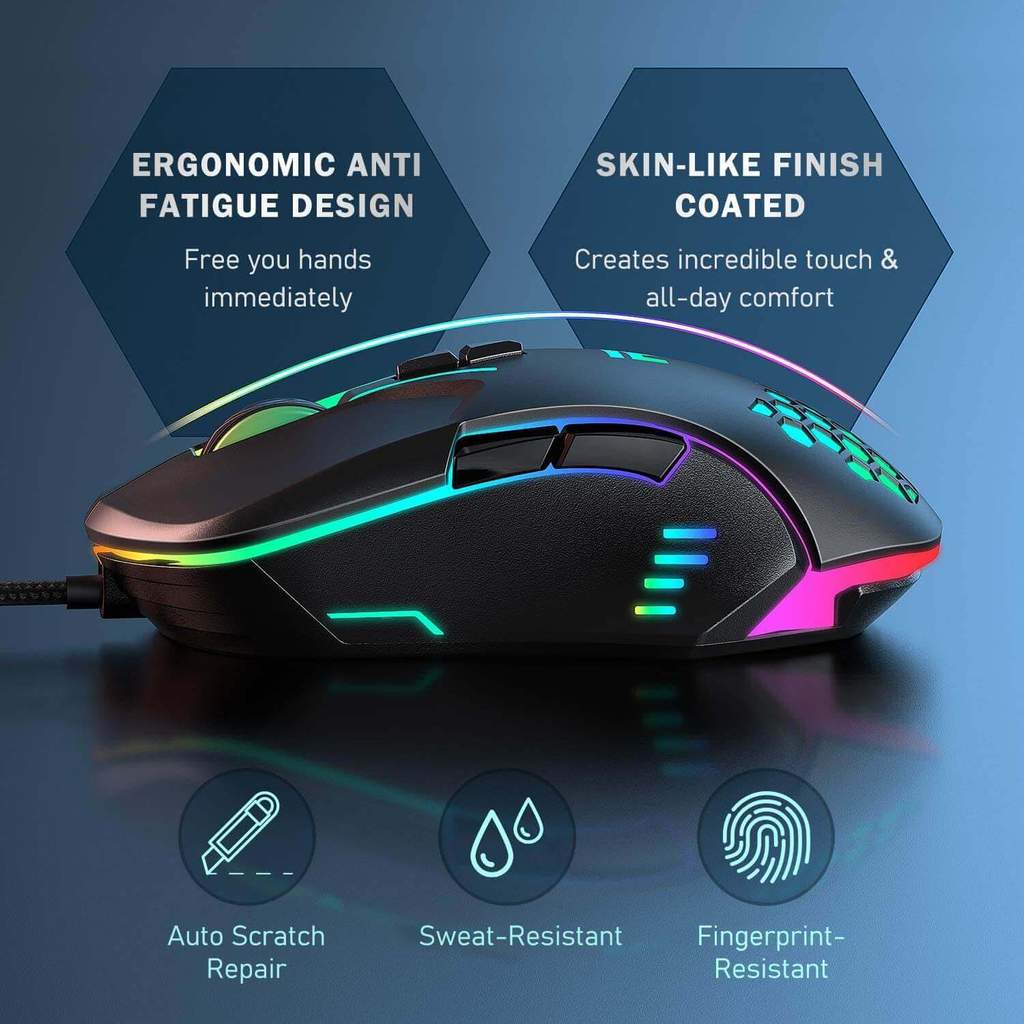 ERGONOMIC ANTI
FATIGUE DESIGN
Free you hands
immediately
SKIN-LIKE FINISH
COATED
Creates incredible touch &
all-day comfort
Auto Scratch
Repair
Sweat-Resistant
Fingerprint-
Resistant